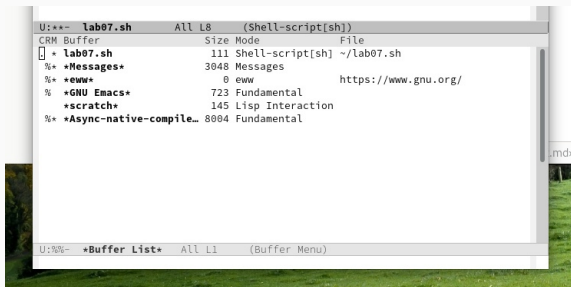 U:**-  lab07.sh      All L8     (Shell-script[sh])
CRM Buffer                Size Mode             File
. * lab07.sh               111 Shell-script[sh] ~/lab07.sh
 %* *Messages*            3048 Messages
 %* *eww*                    0 eww              https://www.gnu.org/
 %  *GNU Emacs*            723 Fundamental
    *scratch*              145 Lisp Interaction
 %* *Async-native-compile… 8004 Fundamental
.md
U:%%-  *Buffer List*   All L1     (Buffer Menu)